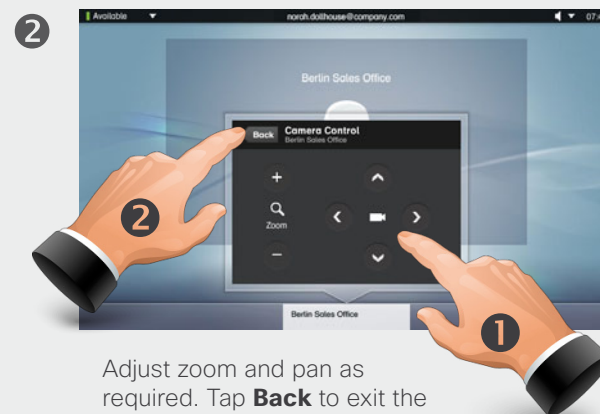 2
Available norah.dollhouse@company.com
Berlin Sales Office
Back Camera Control
Berlin Sales Office
+
Zoom
−
2
1
Berlin Sales Office
Adjust zoom and pan as
required. Tap Back to exit the